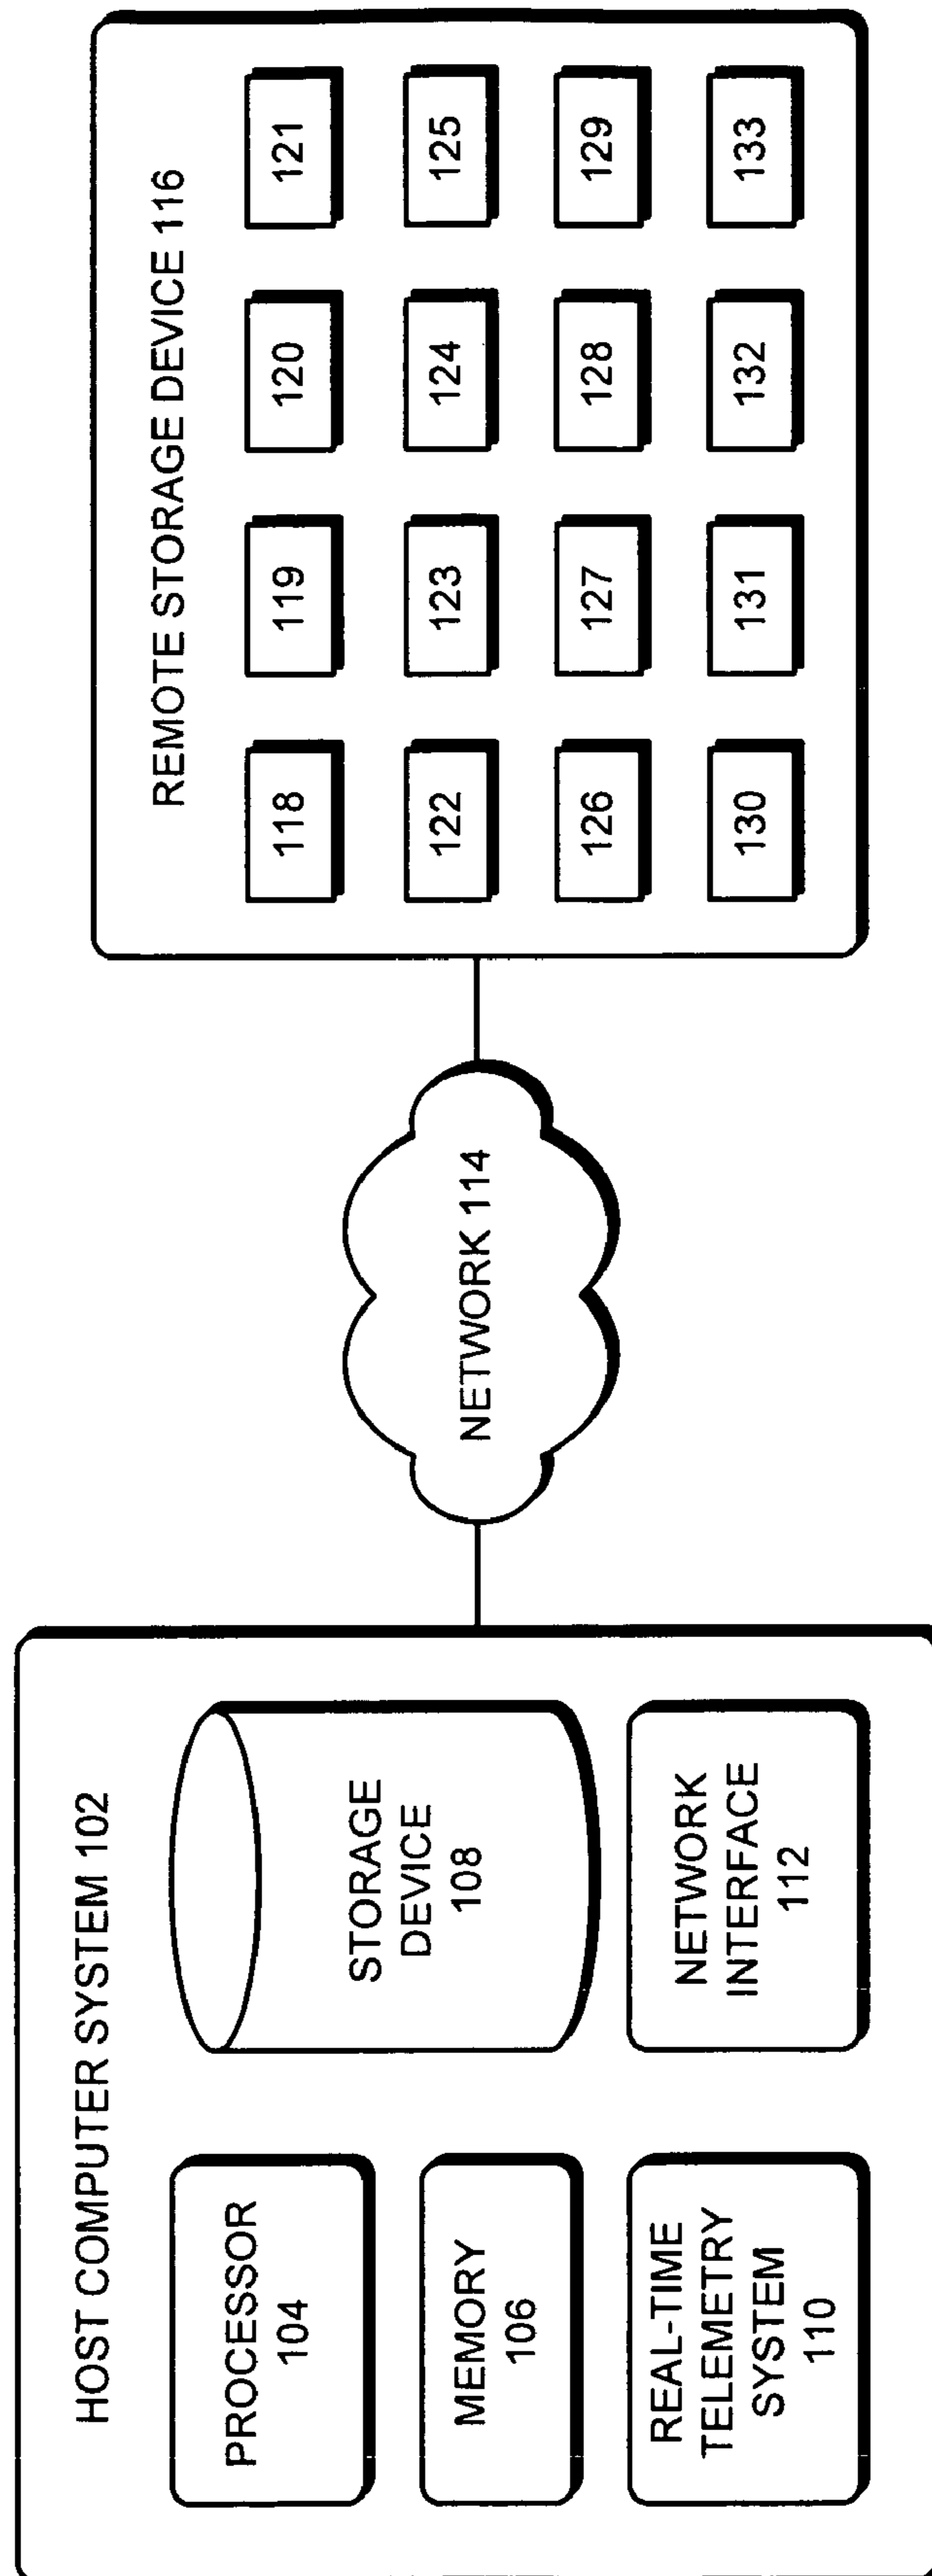 HOST COMPUTER SYSTEM 102
PROCESSOR
104
MEMORY
106
REAL-TIME
TELEMETRY
SYSTEM
110
STORAGE
DEVICE
108
NETWORK
INTERFACE
112
NETWORK 114
REMOTE STORAGE DEVICE 116
118 119 120 121
122 123 124 125
126 127 128 129
130 131 132 133